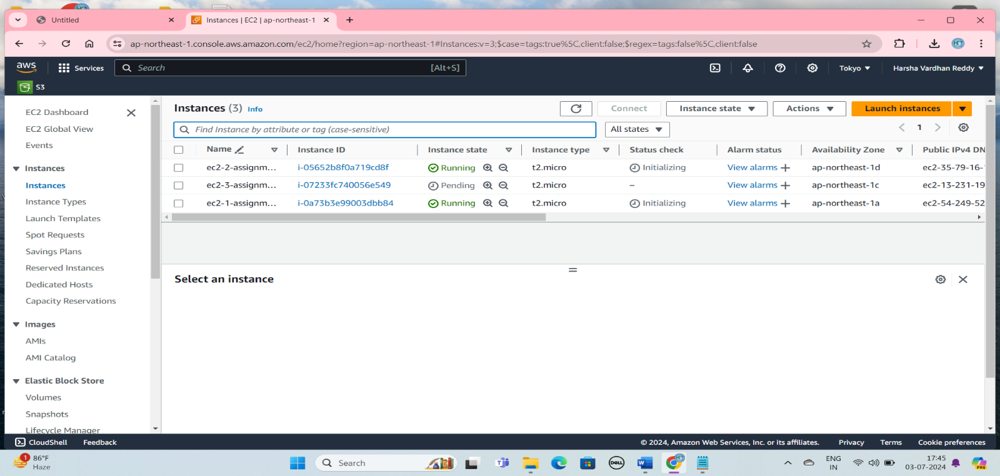 Untitled
Instances | EC2 | ap-northeast-1
ap-northeast-1.console.aws.amazon.com/ec2/home?region=ap-northeast-1#Instances:v=3;$case=tags:true%5C,client:false;$regex=tags:false%5C,client:false
aws
Services
Search
[Alt+S]
Tokyo
Harsha Vardhan Reddy
S3
EC2 Dashboard
EC2 Global View
Events
Instances
Instances
Instance Types
Launch Templates
Spot Requests
Savings Plans
Reserved Instances
Dedicated Hosts
Capacity Reservations
Images
AMIs
AMI Catalog
Elastic Block Store
Volumes
Snapshots
Lifecycle Manager
Instances (3) Info
Connect
Instance state
Actions
Launch instances
Find Instance by attribute or tag (case-sensitive)
All states
1
Name Instance ID Instance state Instance type Status check Alarm status Availability Zone Public IPv4 DN
ec2-2-assignm... i-05652b8f0a719cd8f Running t2.micro Initializing View alarms + ap-northeast-1d ec2-35-79-16-
ec2-3-assignm... i-07233fc740056e549 Pending t2.micro – View alarms + ap-northeast-1c ec2-13-231-19
ec2-1-assignm... i-0a73b3e99003dbb84 Running t2.micro Initializing View alarms + ap-northeast-1a ec2-54-249-52
Select an instance
CloudShell
Feedback
© 2024, Amazon Web Services, Inc. or its affiliates.
Privacy
Terms
Cookie preferences
1
86°F
Haze
Search
DELL
ENG
IN
17:45
03-07-2024
PRE